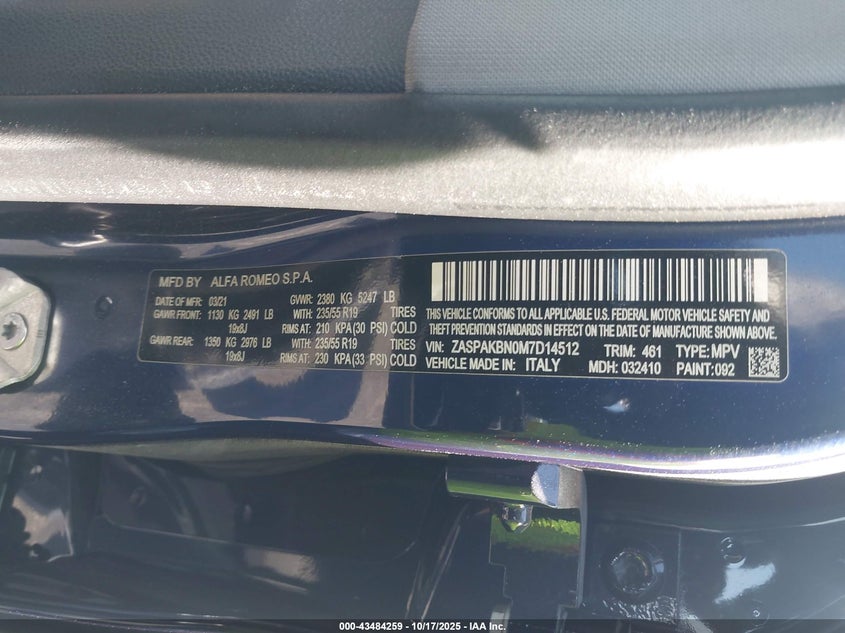 MFD BY ALFA ROMEO S.P.A.
DATE OF MFR: 03/21 GVWR: 2380 KG 5247 LB
GAWR FRONT: 1130 KG 2491 LB WITH: 235/55 R19 TIRES
19x8J RIMS AT: 210 KPA (30 PSI) COLD
GAWR REAR: 1350 KG 2976 LB WITH: 235/55 R19 TIRES
19x8J RIMS AT: 230 KPA (33 PSI) COLD
THIS VEHICLE CONFORMS TO ALL APPLICABLE U.S. FEDERAL MOTOR VEHICLE SAFETY AND
THEFT PREVENTION STANDARDS IN EFFECT ON THE DATE OF MANUFACTURE SHOWN ABOVE.
VIN: ZASPAKBN0M7D14512 TRIM: 461 TYPE: MPV
VEHICLE MADE IN: ITALY MDH: 032410 PAINT: 092
000-43484259 - 10/17/2025 - IAA Inc.